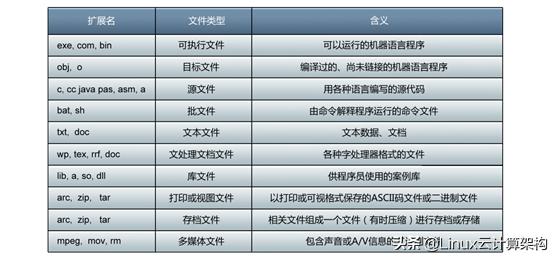 扩展名 文件类型 含义
exe, com, bin 可执行文件 可以运行的机器语言程序
obj, o 目标文件 编译过的、尚未链接的机器语言程序
c, cc java pas, asm, a 源文件 用各种语言编写的源代码
bat, sh 批文件 由命令解释程序运行的命令文件
txt, doc 文本文件 文本数据、文档
wp, tex, rrf, doc 文处理文档文件 各种字处理器格式的文件
lib, a, so, dll 库文件 供程序员使用的案例库
arc, zip, tar 打印或视图文件 以打印或可视格式保存的ASCII码文件或二进制文件
arc, zip, tar 存档文件 相关文件组成一个文件（有时压缩）进行存档或存储
mpeg, mov, rm 多媒体文件 包含声音或A/V信息的
头条@Linux云计算架构